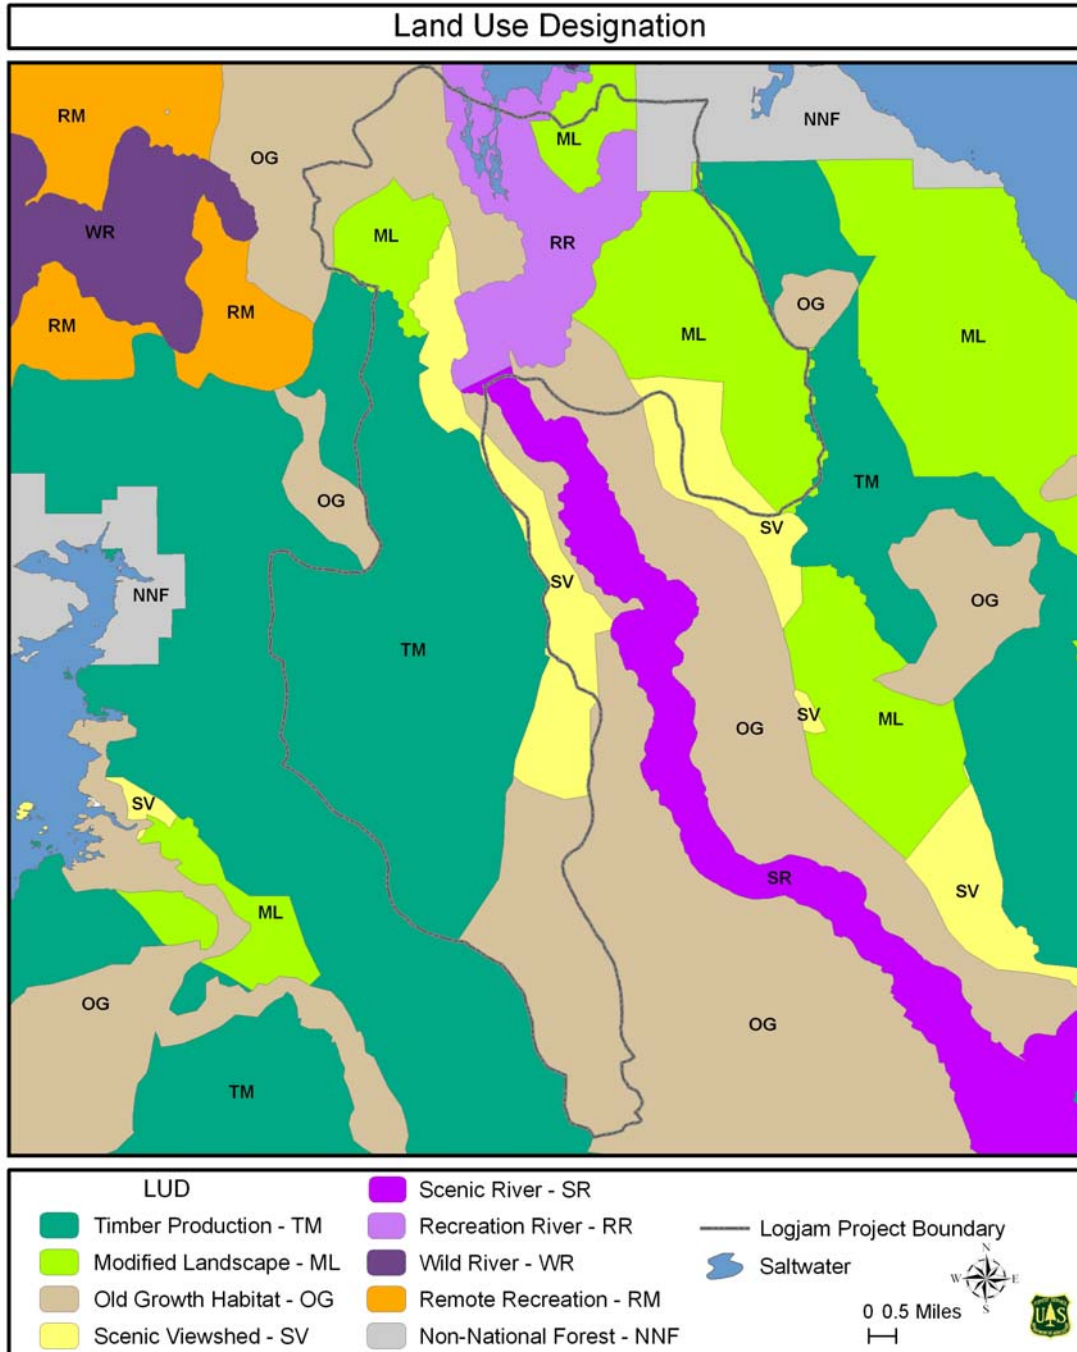 Land Use Designation
RM
NNF
ML
OG
WR
ML
RR
RM
RM
OG
ML
ML
OG
TM
SV
SV
NNF
OG
TM
SV
OG
ML
SV
SR
SV
ML
OG
OG
TM
LUD
Timber Production - TM
Modified Landscape - ML
Old Growth Habitat - OG
Scenic Viewshed - SV
Scenic River - SR
Recreation River - RR
Wild River - WR
Remote Recreation - RM
Non-National Forest - NNF
Logjam Project Boundary
Saltwater
N
W E
S
0 0.5 Miles
U S